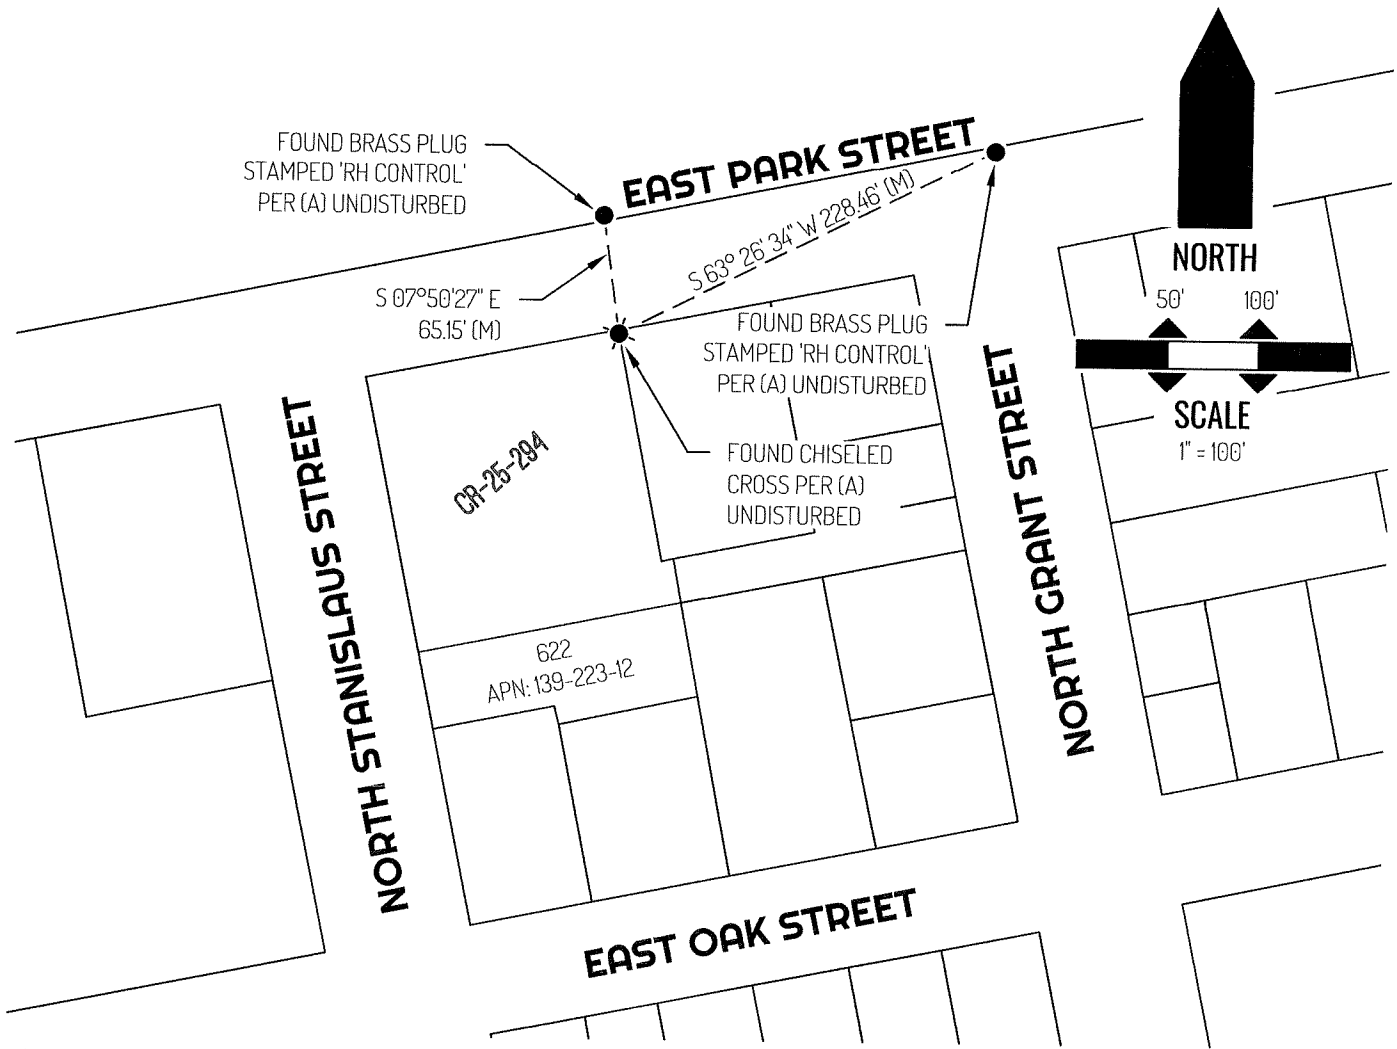 FOUND BRASS PLUG
STAMPED 'RH CONTROL'
PER (A) UNDISTURBED
EAST PARK STREET
S 63° 26' 34" W 228.46' (M)
S 07°50'27" E
65.15' (M)
FOUND BRASS PLUG
STAMPED 'RH CONTROL'
PER (A) UNDISTURBED
NORTH
50' 100'
SCALE
1" = 100'
FOUND CHISELED
CROSS PER (A)
UNDISTURBED
CR-25-294
NORTH STANISLAUS STREET
NORTH GRANT STREET
622
APN: 139-223-12
EAST OAK STREET